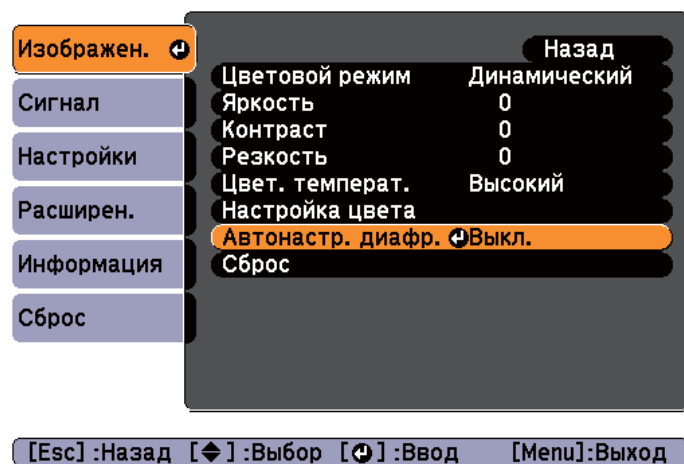 Изображен.
Сигнал
Настройки
Расширен.
Информация
Сброс
Назад
Цветовой режим Динамический
Яркость 0
Контраст 0
Резкость 0
Цвет. температ. Высокий
Настройка цвета
Автонастр. диафр. Выкл.
Сброс
[Esc]:Назад [◆]:Выбор [↵]:Ввод [Menu]:Выход